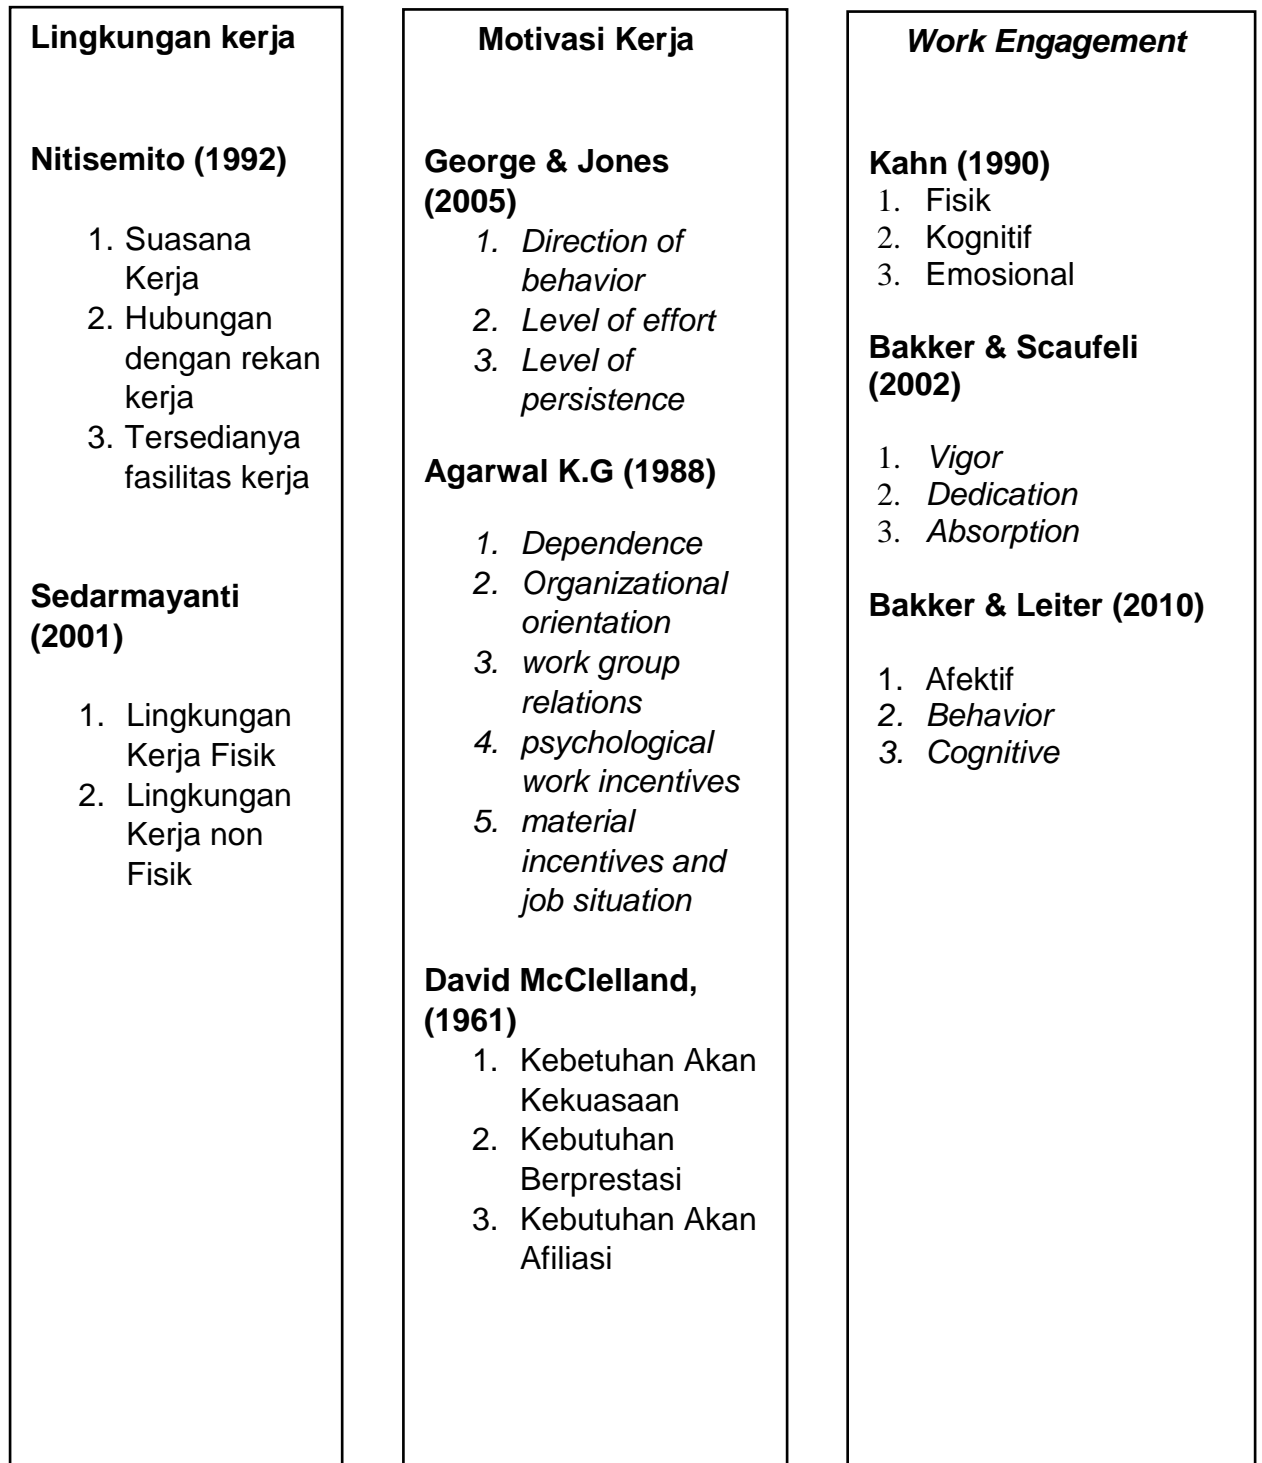 Lingkungan kerja
Nitisemito (1992)
1. Suasana
Kerja
2. Hubungan
dengan rekan
kerja
3. Tersedianya
fasilitas kerja
Sedarmayanti
(2001)
1. Lingkungan
Kerja Fisik
2. Lingkungan
Kerja non
Fisik
Motivasi Kerja
George & Jones
(2005)
1. Direction of
behavior
2. Level of effort
3. Level of
persistence
Agarwal K.G (1988)
1. Dependence
2. Organizational
orientation
3. work group
relations
4. psychological
work incentives
5. material
incentives and
job situation
David McClelland,
(1961)
1. Kebetuhan Akan
Kekuasaan
2. Kebutuhan
Berprestasi
3. Kebutuhan Akan
Afiliasi
Work Engagement
Kahn (1990)
1. Fisik
2. Kognitif
3. Emosional
Bakker & Scaufeli
(2002)
1. Vigor
2. Dedication
3. Absorption
Bakker & Leiter (2010)
1. Afektif
2. Behavior
3. Cognitive